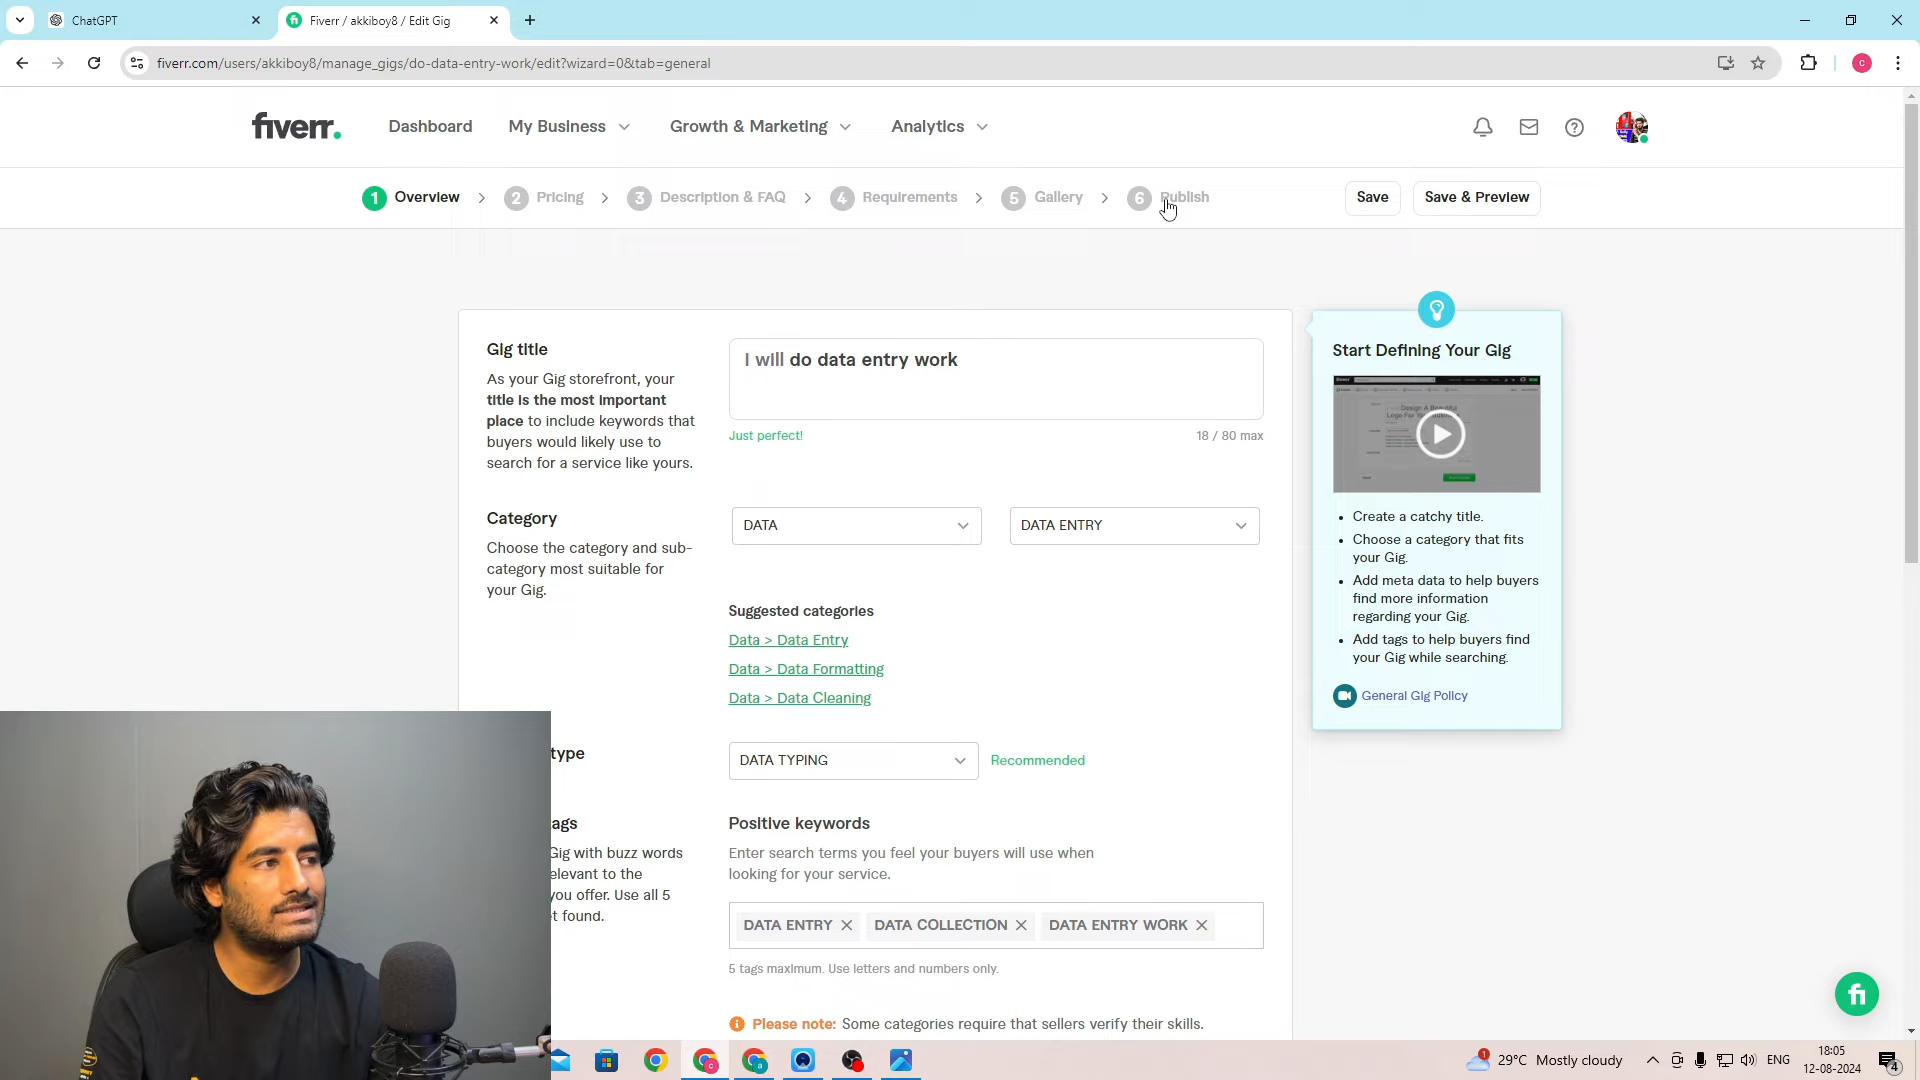 ChatGPT
Fiverr / akkiboy8 / Edit Gig
fiverr.com/users/akkiboy8/manage_gigs/do-data-entry-work/edit?wizard=0&tab=general
c
fiverr.
Dashboard
My Business
Growth & Marketing
Analytics
1 Overview
2 Pricing
3 Description & FAQ
4 Requirements
5 Gallery
6 Publish
Save
Save & Preview
Gig title
As your Gig storefront, your
title is the most important
place to include keywords that
buyers would likely use to
search for a service like yours.
I will do data entry work
Just perfect!
18 / 80 max
Category
Choose the category and sub-
category most suitable for
your Gig.
DATA
DATA ENTRY
Suggested categories
Data > Data Entry
Data > Data Formatting
Data > Data Cleaning
type
DATA TYPING
Recommended
ags
Gig with buzz words
elevant to the
you offer. Use all 5
t found.
Positive keywords
Enter search terms you feel your buyers will use when
looking for your service.
DATA ENTRY
DATA COLLECTION
DATA ENTRY WORK
5 tags maximum. Use letters and numbers only.
Please note: Some categories require that sellers verify their skills.
Start Defining Your Gig
• Create a catchy title.
• Choose a category that fits
your Gig.
• Add meta data to help buyers
find more information
regarding your Gig.
• Add tags to help buyers find
your Gig while searching.
General Gig Policy
fi
1
29°C Mostly cloudy
ENG
18:05
12-08-2024
4